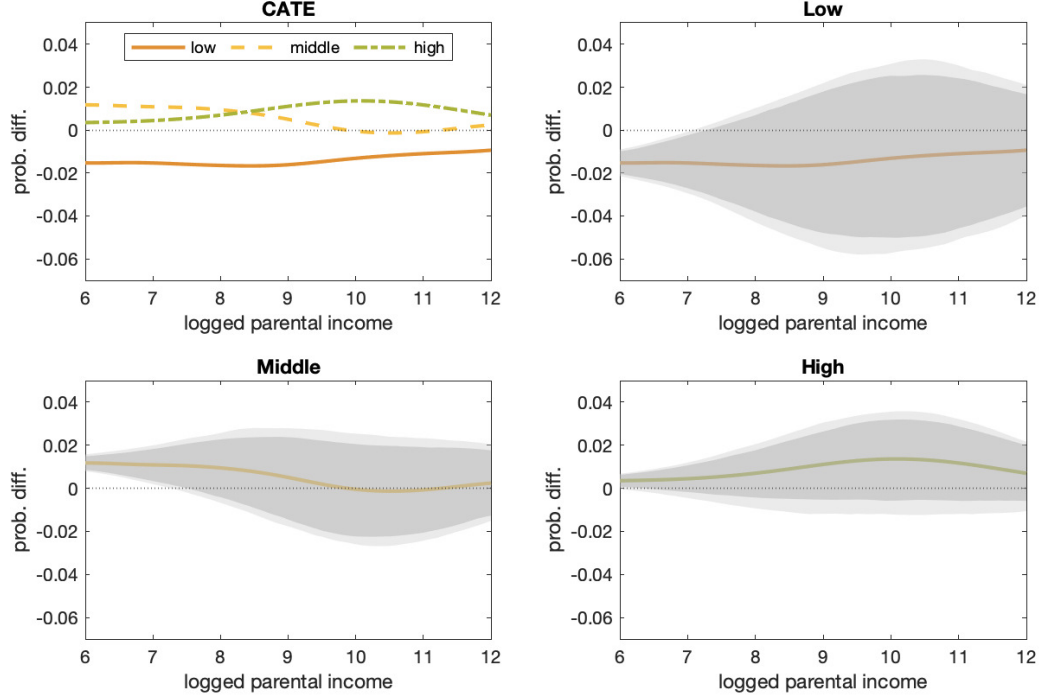 CATE
0.04
0.02
0
-0.02
-0.04
-0.06
prob. diff.
low middle high
6 7 8 9 10 11 12
logged parental income
Low
0.04
0.02
0
-0.02
-0.04
-0.06
prob. diff.
6 7 8 9 10 11 12
logged parental income
Middle
0.04
0.02
0
-0.02
-0.04
-0.06
prob. diff.
6 7 8 9 10 11 12
logged parental income
High
0.04
0.02
0
-0.02
-0.04
-0.06
prob. diff.
6 7 8 9 10 11 12
logged parental income